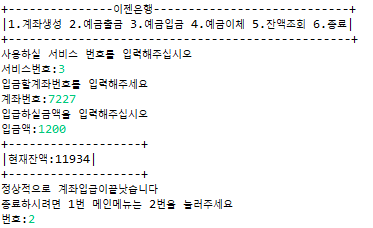 +---------------이젠은행----------------------------+
|1.계좌생성 2.예금출금 3.예금입금 4.예금이체 5.잔액조회 6.종료|
+-------------------------------------------------+
사용하실 서비스 번호를 입력해주십시오
서비스번호:3
입금할계좌번호를 입력해주세요
계좌번호:7227
입급하실금액을 입력해주십시오
입금액:1200
+-------------------+
|현재잔액:11934|
+-------------------+
정상적으로 계좌입금이끝낫습니다
종료하시려면 1번 메인메뉴는 2번을 눌러주세요
번호:2